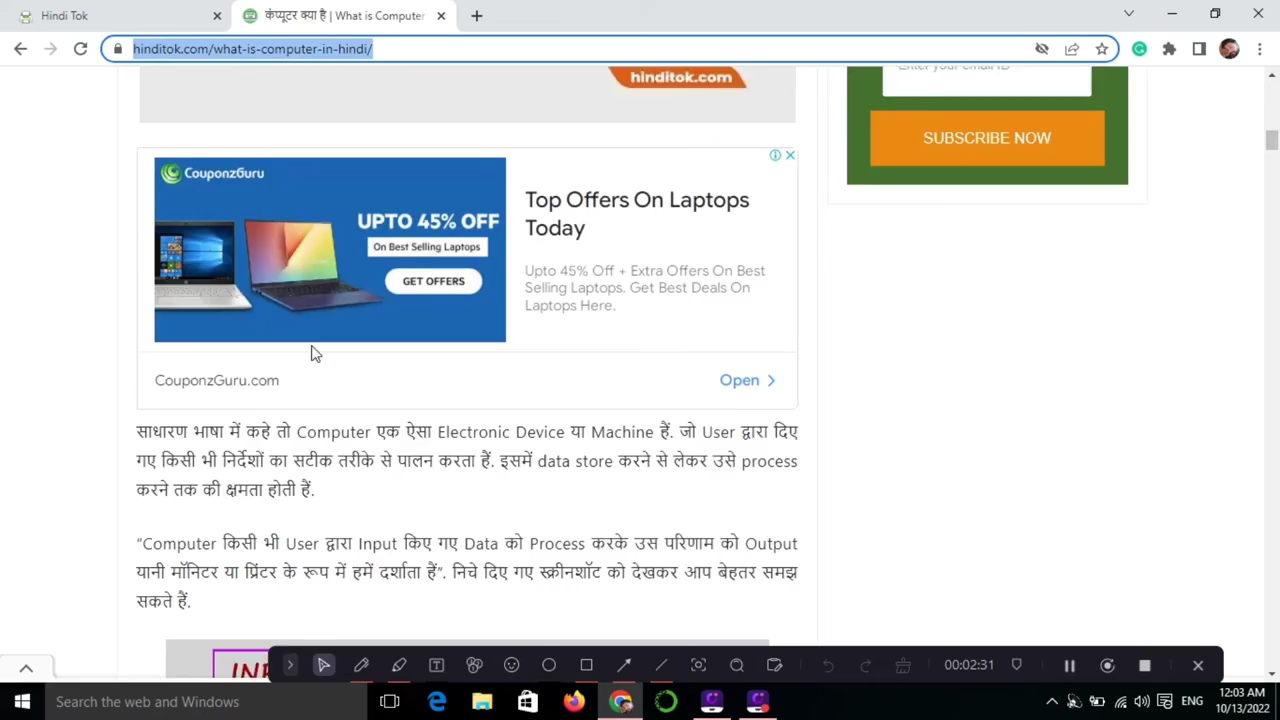 Hindi Tok
कंप्यूटर क्या है | What is Computer
hinditok.com/what-is-computer-in-hindi/
hinditok.com
SUBSCRIBE NOW
CouponzGuru
UPTO 45% OFF
On Best Selling Laptops
GET OFFERS
Top Offers On Laptops
Today
Upto 45% Off + Extra Offers On Best
Selling Laptops. Get Best Deals On
Laptops Here.
CouponzGuru.com
Open
साधारण भाषा में कहे तो Computer एक ऐसा Electronic Device या Machine हैं. जो User द्वारा दिए
गए किसी भी निर्देशों का सटीक तरीके से पालन करता हैं. इसमें data store करने से लेकर उसे process
करने तक की क्षमता होती हैं.
“Computer किसी भी User द्वारा Input किए गए Data को Process करके उस परिणाम को Output
यानी मॉनिटर या प्रिंटर के रूप में हमें दर्शाता हैं”. निचे दिए गए स्क्रीनशॉट को देखकर आप बेहतर समझ
सकते हैं.
00:02:31
Search the web and Windows
ENG
12:03 AM
10/13/2022